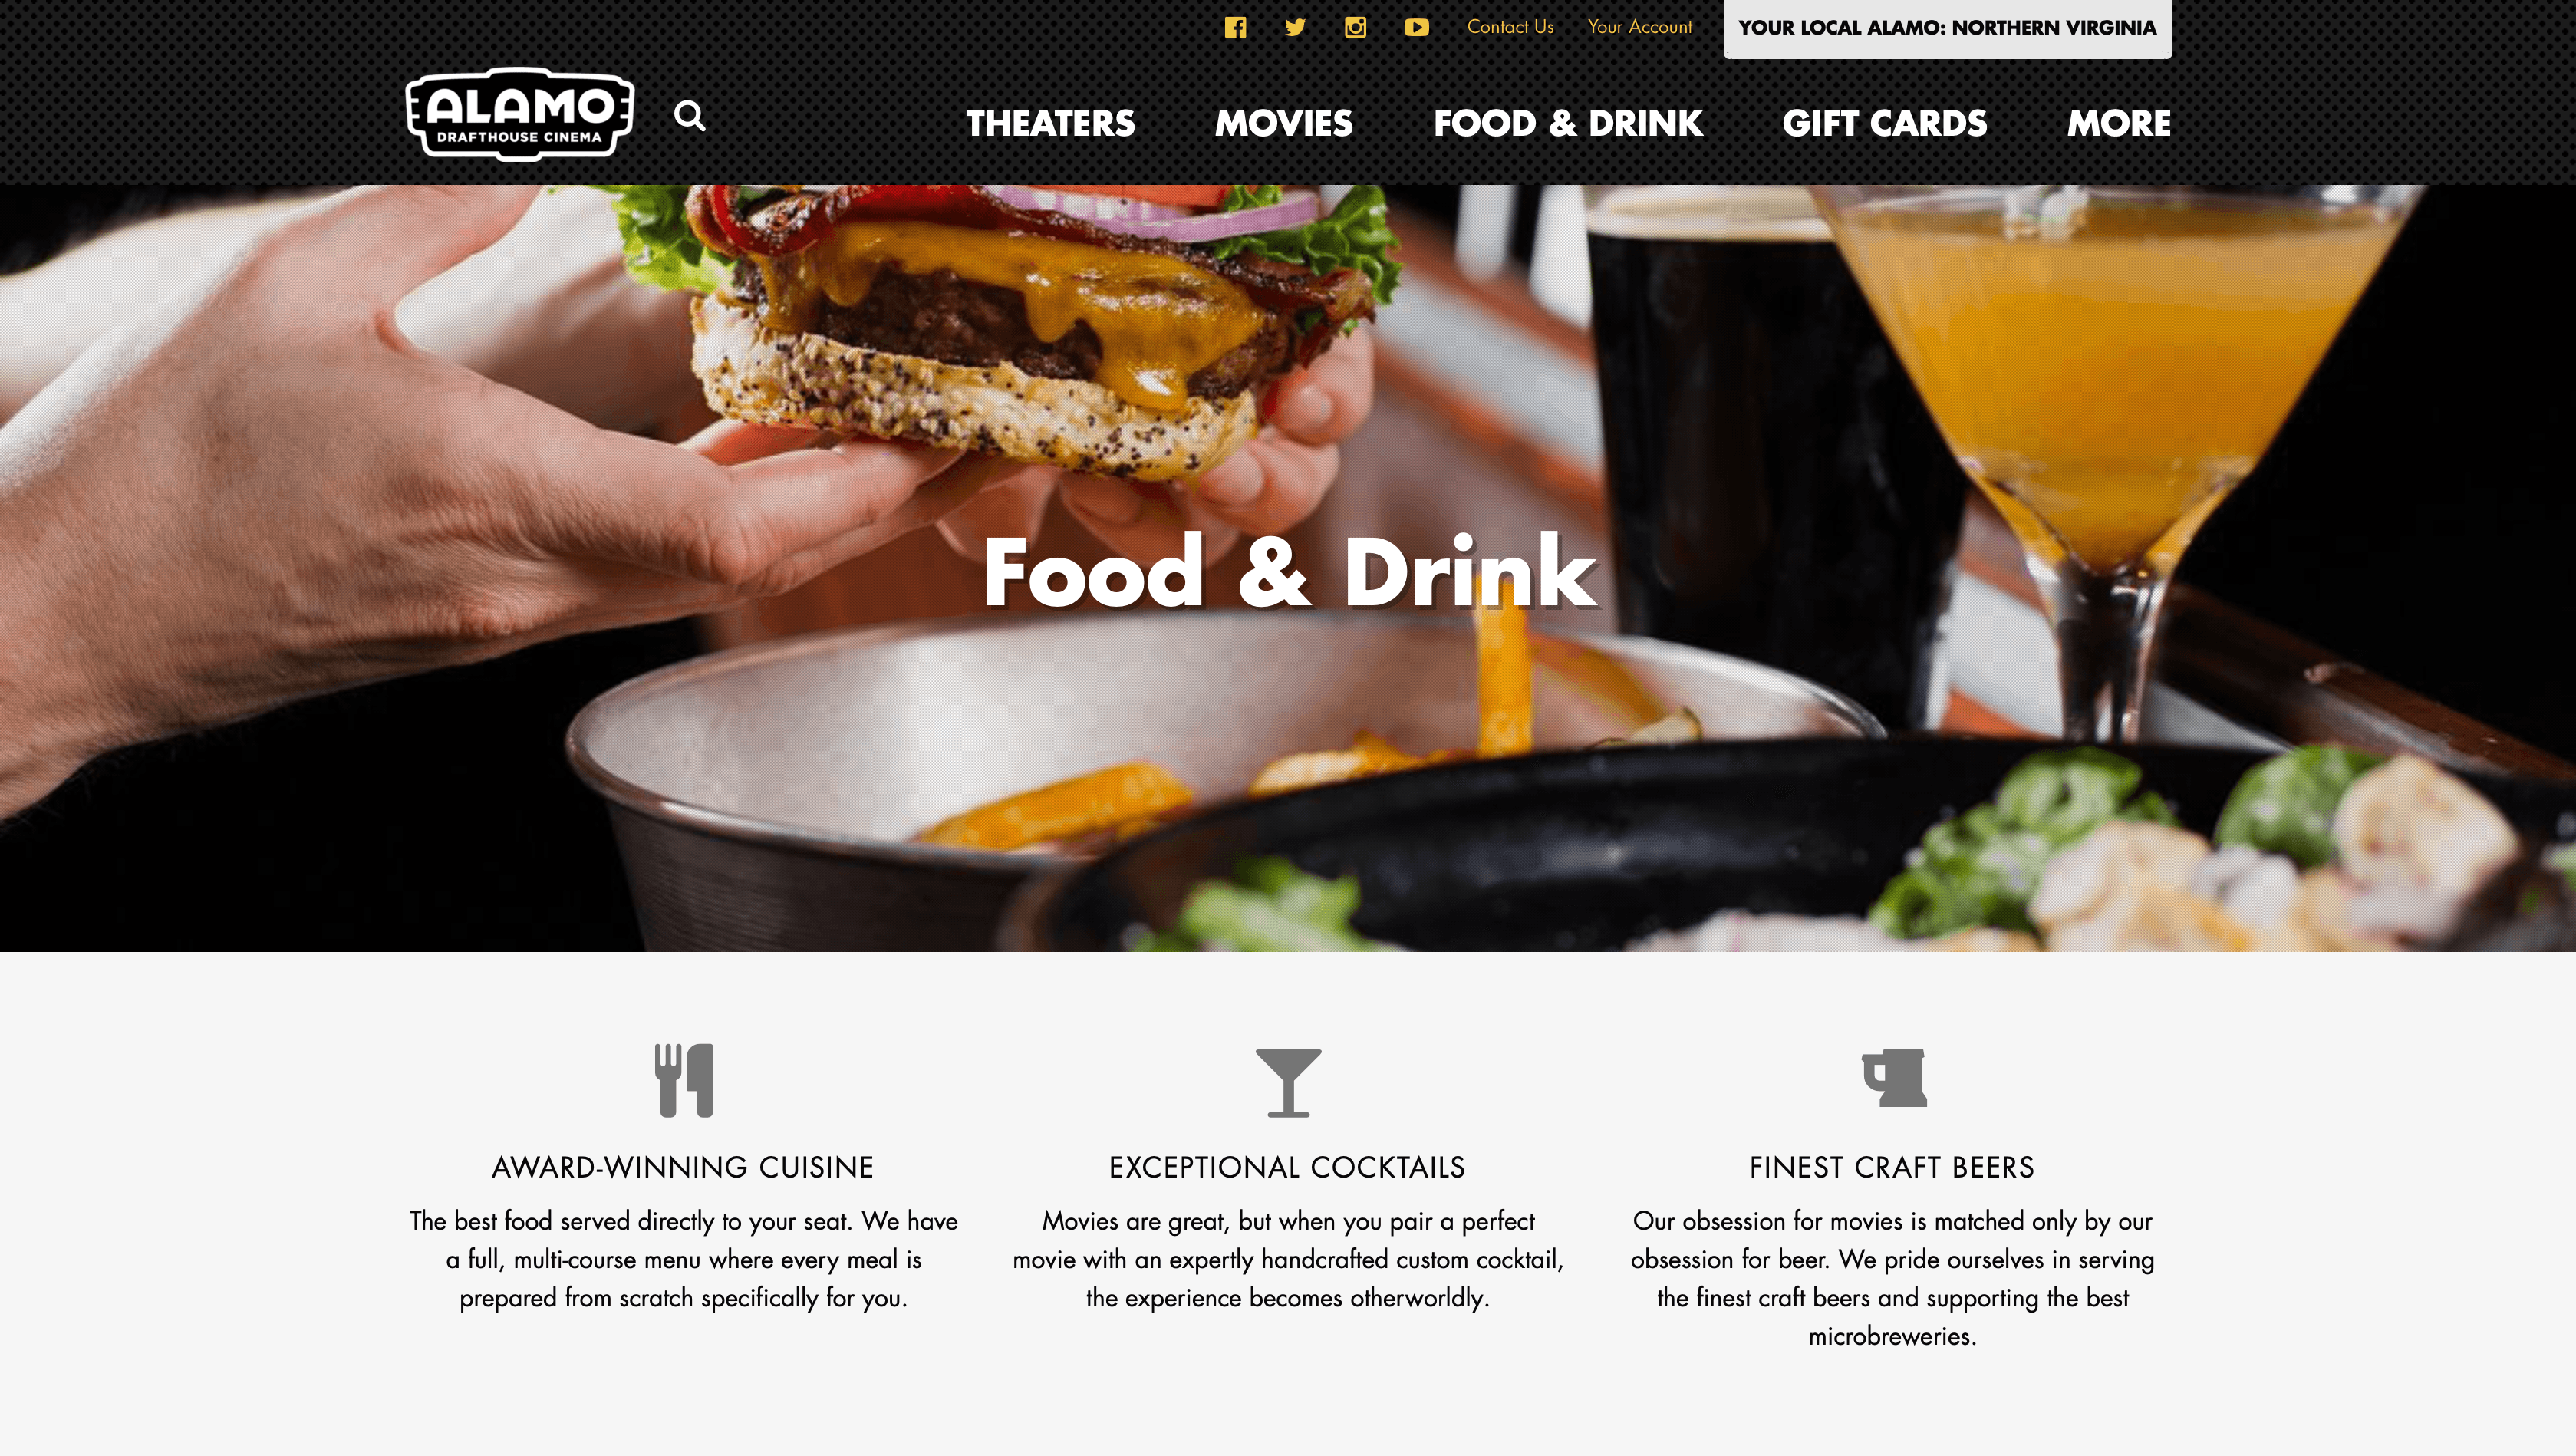 Contact Us
Your Account
YOUR LOCAL ALAMO: NORTHERN VIRGINIA
ALAMO
DRAFTHOUSE CINEMA
THEATERS
MOVIES
FOOD & DRINK
GIFT CARDS
MORE
Food & Drink
AWARD-WINNING CUISINE
The best food served directly to your seat. We have
a full, multi-course menu where every meal is
prepared from scratch specifically for you.
EXCEPTIONAL COCKTAILS
Movies are great, but when you pair a perfect
movie with an expertly handcrafted custom cocktail,
the experience becomes otherworldly.
FINEST CRAFT BEERS
Our obsession for movies is matched only by our
obsession for beer. We pride ourselves in serving
the finest craft beers and supporting the best
microbreweries.